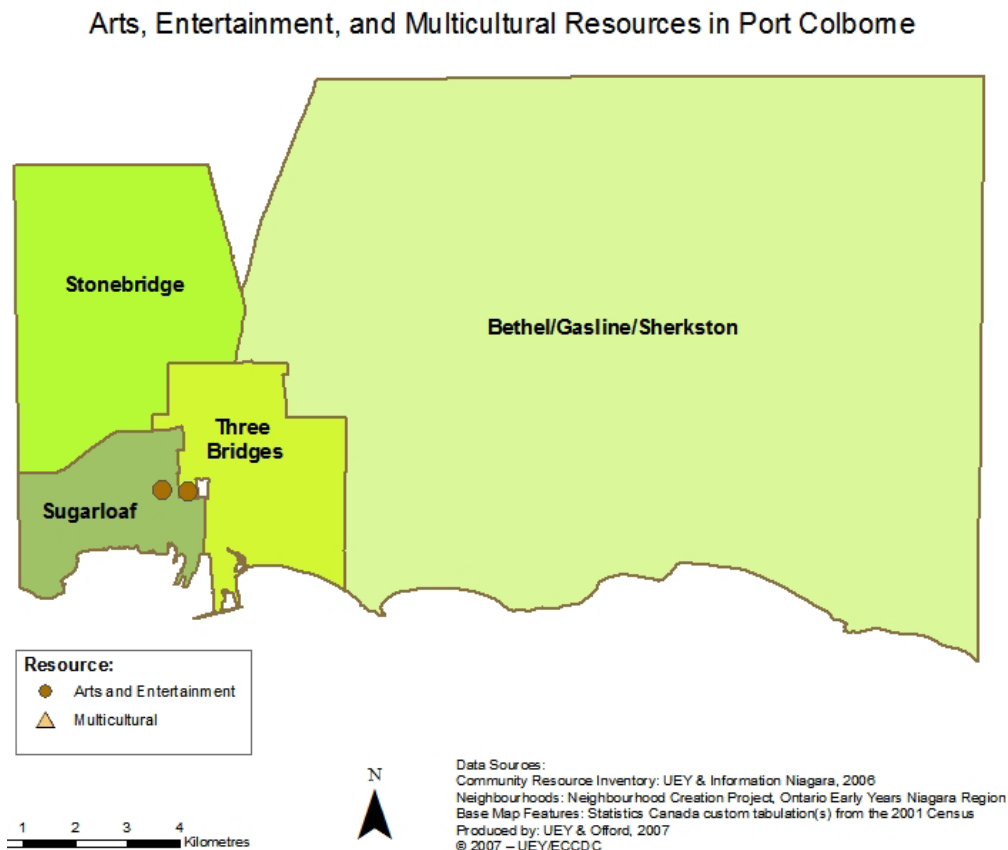 Arts, Entertainment, and Multicultural Resources in Port Colborne
Stonebridge
Bethel/Gasline/Sherkston
Three
Bridges
Sugarloaf
Resource:
Arts and Entertainment
Multicultural
N
1 2 3 4
Kilometres
Data Sources:
Community Resource Inventory: UEY & Information Niagara, 2006
Neighbourhoods: Neighbourhood Creation Project, Ontario Early Years Niagara Region
Base Map Features: Statistics Canada custom tabulation(s) from the 2001 Census
Produced by: UEY & Offord, 2007
© 2007 – UEY/ECCDC